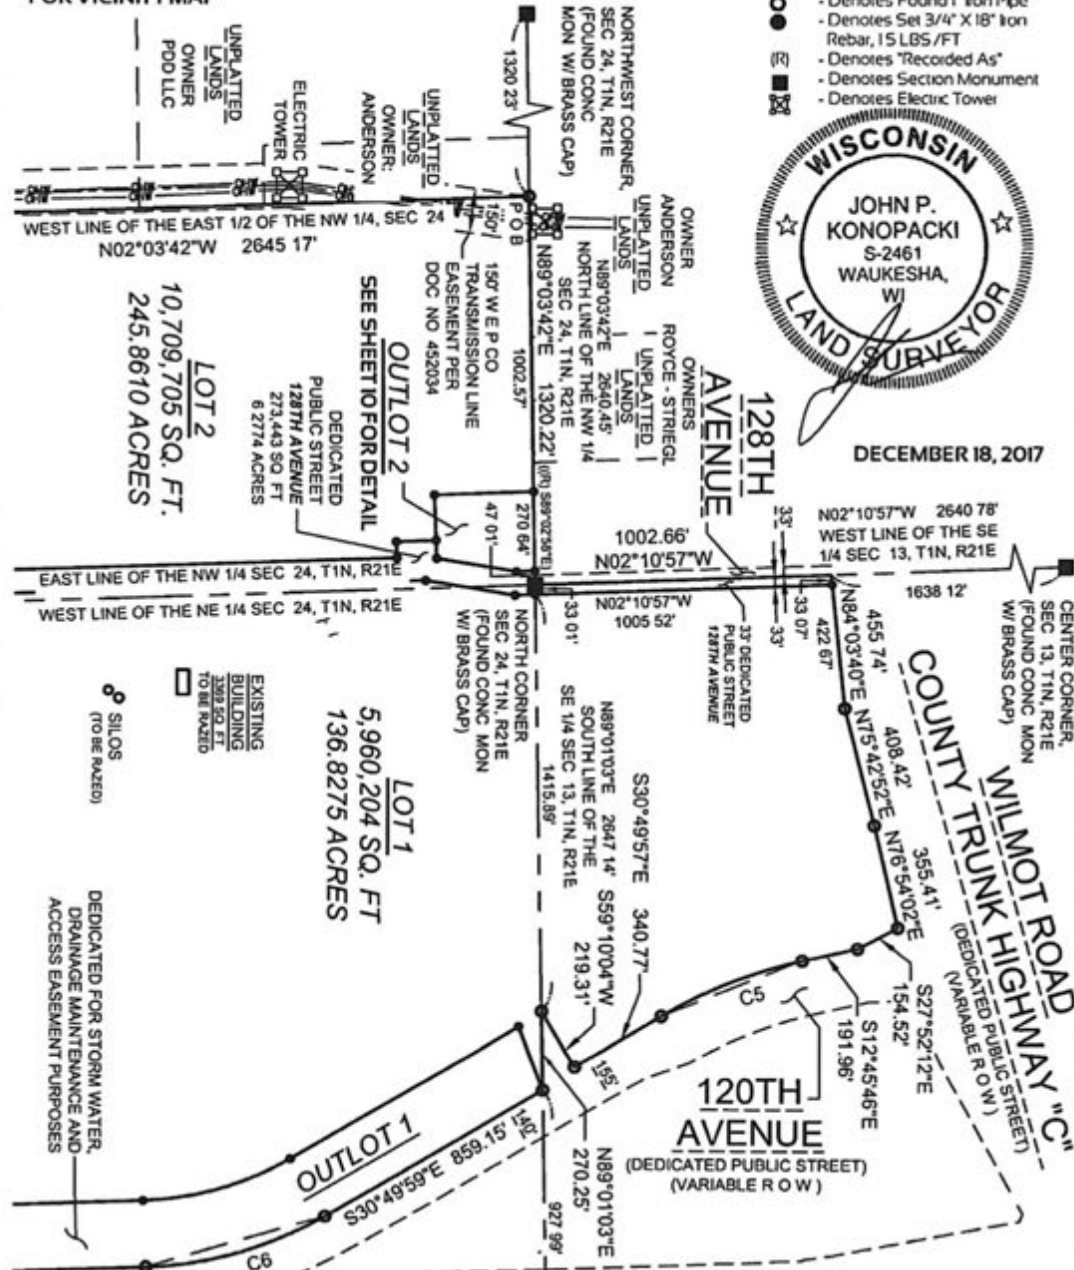 FOR VICINITY MAP
- Denotes Found 1" Iron Pipe
- Denotes Set 3/4" X 18" Iron
Rebar, 1 5 LBS /FT
(R) - Denotes "Recorded As"
- Denotes Section Monument
- Denotes Electric Tower
WISCONSIN
JOHN P.
KONOPACKI
S-2461
WAUKESHA,
WI
LAND SURVEYOR
DECEMBER 18, 2017
NORTHWEST CORNER,
SEC 24, T1N, R21E
(FOUND CONC
MON W/ BRASS CAP)
1320 23'
UNPLATTED
LANDS
OWNER
PDD LLC
ELECTRIC
TOWER
UNPLATTED
LANDS
OWNER:
ANDERSON
WEST LINE OF THE EAST 1/2 OF THE NW 1/4, SEC 24
N02°03'42"W 2645 17'
P O B
150'
150' W E P CO
TRANSMISSION LINE
EASEMENT PER
DOC NO 452034
OWNER
ANDERSON
UNPLATTED
LANDS
N89°03'42"E 2640.45'
NORTH LINE OF THE NW 1/4
SEC 24, T1N, R21E
N89°03'42"E 1320.22'
((R) S89°02'56"E)
1002.57'
270 64'
47 01'
OWNERS
ROYCE - STRIEGL
UNPLATTED
LANDS
128TH
AVENUE
SEE SHEET 10 FOR DETAIL
OUTLOT 2
LOT 2
10,709,705 SQ. FT.
245.8610 ACRES
DEDICATED
PUBLIC STREET
128TH AVENUE
273,443 SQ FT
6 2774 ACRES
N02°10'57"W 2640 78'
WEST LINE OF THE SE
1/4 SEC 13, T1N, R21E
33'
1002.66'
N02°10'57"W
N02°10'57"W
1005 52'
33 01'
33'
33 07'
33' DEDICATED
PUBLIC STREET
128TH AVENUE
1638 12'
CENTER CORNER,
SEC 13, T1N, R21E
(FOUND CONC MON
W/ BRASS CAP)
EAST LINE OF THE NW 1/4 SEC 24, T1N, R21E
WEST LINE OF THE NE 1/4 SEC 24, T1N, R21E
NORTH CORNER
SEC 24, T1N, R21E
(FOUND CONC MON
W/ BRASS CAP)
455 74'
N84°03'40"E
422 67'
408.42'
N75°42'52"E
355.41'
N76°54'02"E
WILMOT ROAD
COUNTY TRUNK HIGHWAY "C"
(DEDICATED PUBLIC STREET)
(VARIABLE R O W )
S27°52'12"E
154.52'
S12°45'46"E
191.96'
C5
S30°49'57"E 340.77'
S59°10'04"W
219.31'
N89°01'03"E 2647 14'
SOUTH LINE OF THE
SE 1/4 SEC 13, T1N, R21E
1415.89'
EXISTING
BUILDING
3369 SQ FT
TO BE RAZED
SILOS
(TO BE RAZED)
LOT 1
5,960,204 SQ. FT
136.8275 ACRES
155'
120TH
AVENUE
(DEDICATED PUBLIC STREET)
(VARIABLE R O W )
140'
N89°01'03"E
270.25'
927 99'
OUTLOT 1
S30°49'59"E 859.15'
C6
DEDICATED FOR STORM WATER,
DRAINAGE MAINTENANCE AND
ACCESS EASEMENT PURPOSES